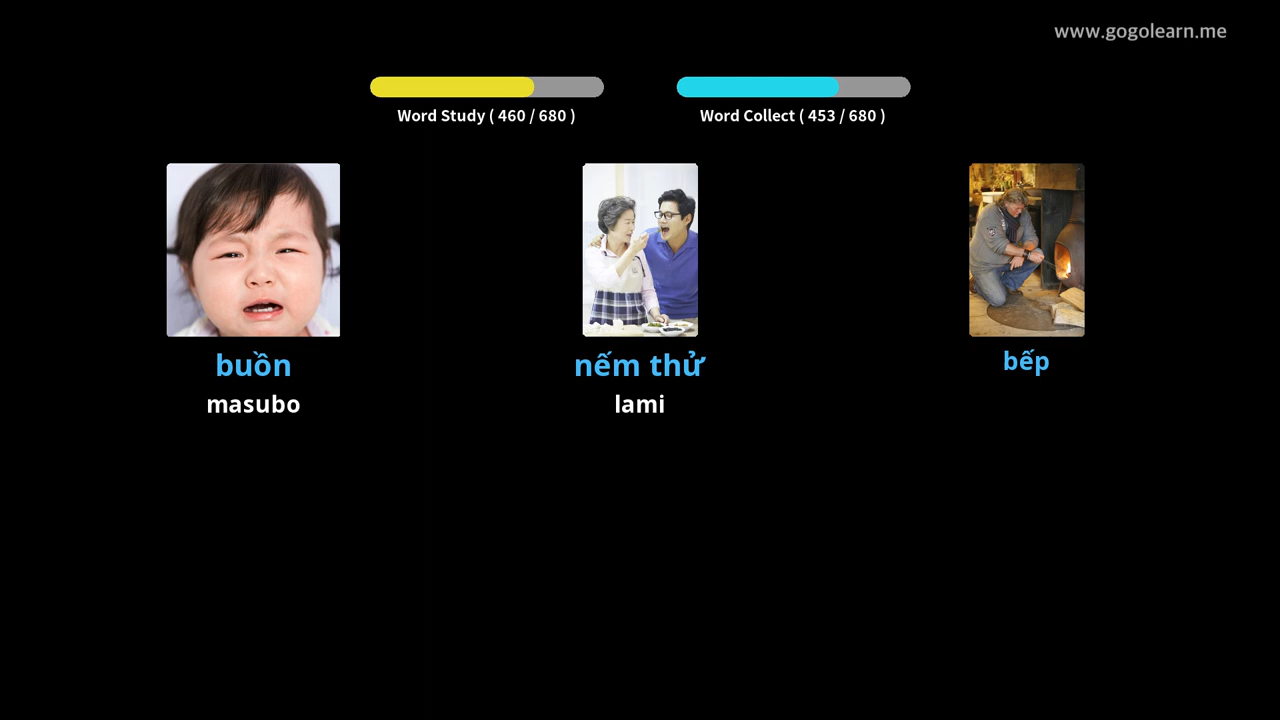 www.gogolearn.me
Word Study ( 460 / 680 )
Word Collect ( 453 / 680 )
buồn
nếm thử
bếp
masubo
lami